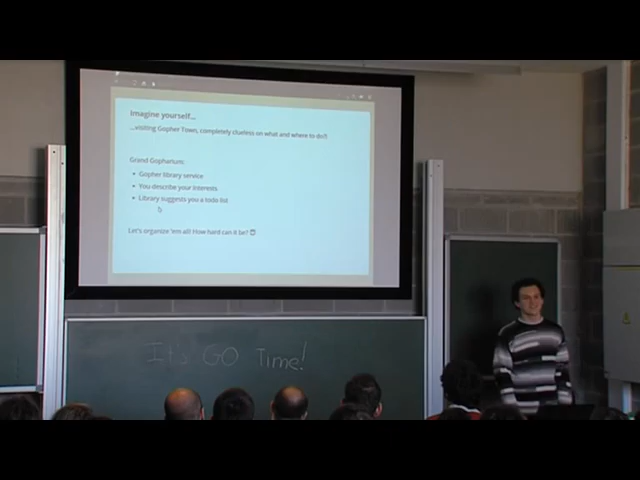 Imagine yourself...
...visiting Gopher Town, completely clueless on what and where to do?!
Grand Gopharium:
• Gopher library service
• You describe your interests
• Library suggests you a todo list
Let's organize 'em all! How hard can it be?
It's GO Time!